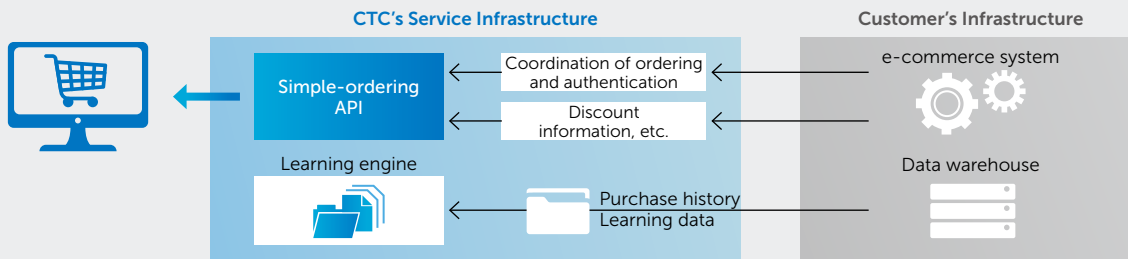 CTC's Service Infrastructure
Customer's Infrastructure
Simple-ordering
API
Coordination of ordering
and authentication
e-commerce system
Discount
information, etc.
Learning engine
Data warehouse
Purchase history
Learning data